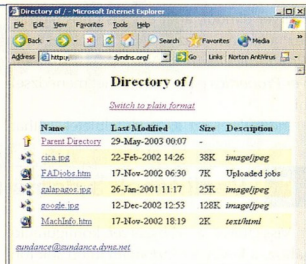 Directory of / - Microsoft Internet Explorer
File Edit View Favorites Tools Help
Back Search Favorites Media
Address http:// dyndns.org/ Go Links Norton AntiVirus
Directory of /
Switch to plain format
Name Last Modified Size Description
Parent Directory 29-May-2003 00:07 -
cica.jpg 22-Feb-2002 14:26 38K image/jpeg
FADjobs.htm 17-Nov-2002 06:30 7K Uploaded jobs
galapagos.jpg 26-Jan-2001 11:17 25K image/jpeg
google.jpg 12-Dec-2002 12:53 128K image/jpeg
MachInfo.htm 17-Nov-2002 18:19 2K text/html
sundance@sundance.dyns.net